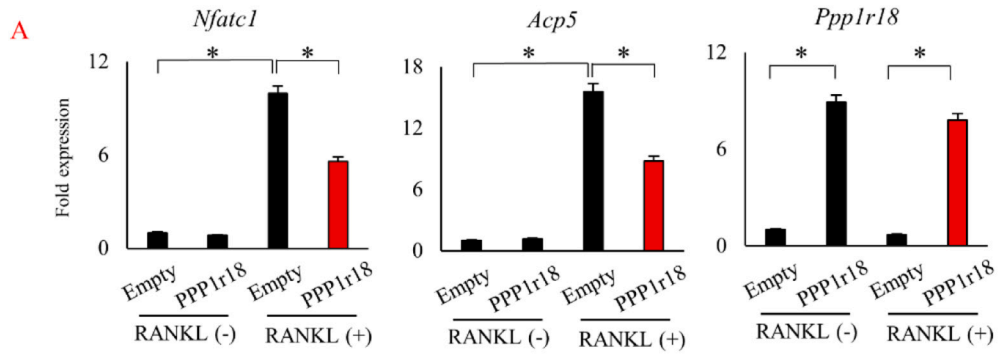 A
Nfatc1
Acp5
Ppp1r18
Fold expression
12
6
0
* *
Empty PPP1r18 Empty PPP1r18
RANKL (-) RANKL (+)
18
12
6
0
* *
Empty PPP1r18 Empty PPP1r18
RANKL (-) RANKL (+)
12
6
0
* *
Empty PPP1r18 Empty PPP1r18
RANKL (-) RANKL (+)